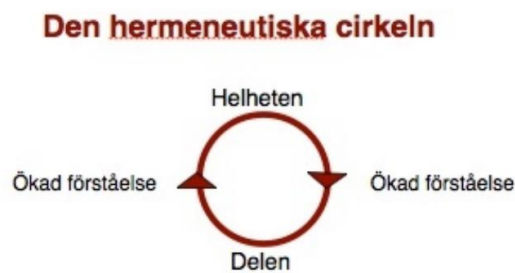 Den hermeneutiska cirkeln
Helheten
Ökad förståelse
Ökad förståelse
Delen